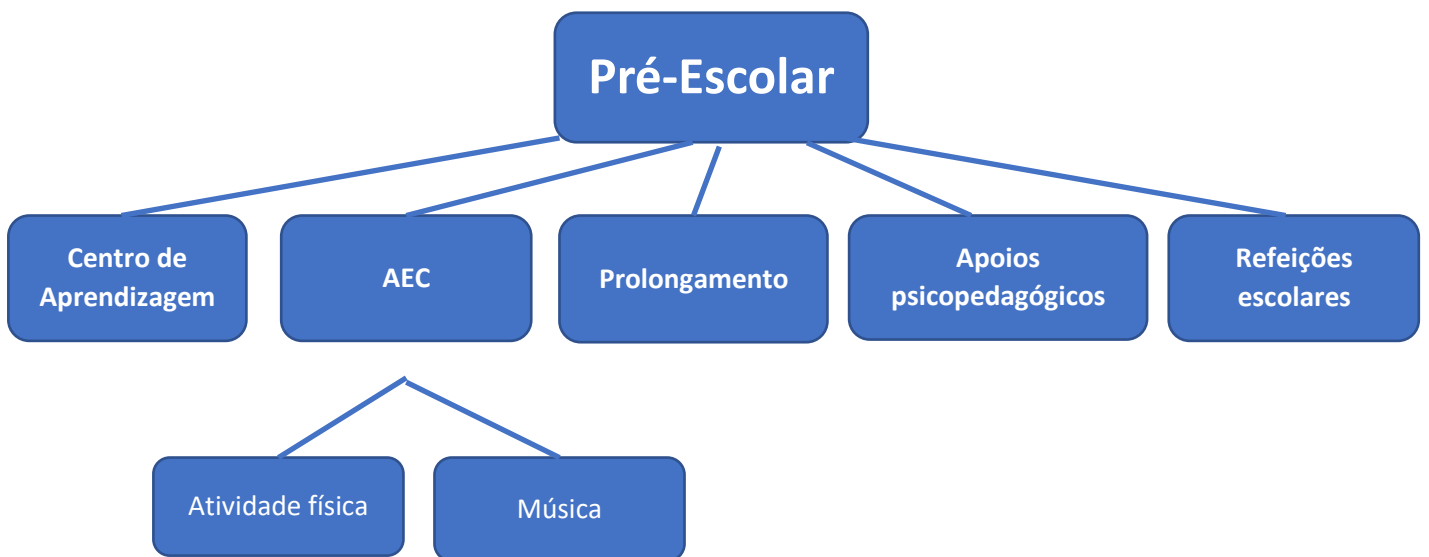 Pré-Escolar
Centro de
Aprendizagem
AEC
Prolongamento
Apoios
psicopedagógicos
Refeições
escolares
Atividade física
Música